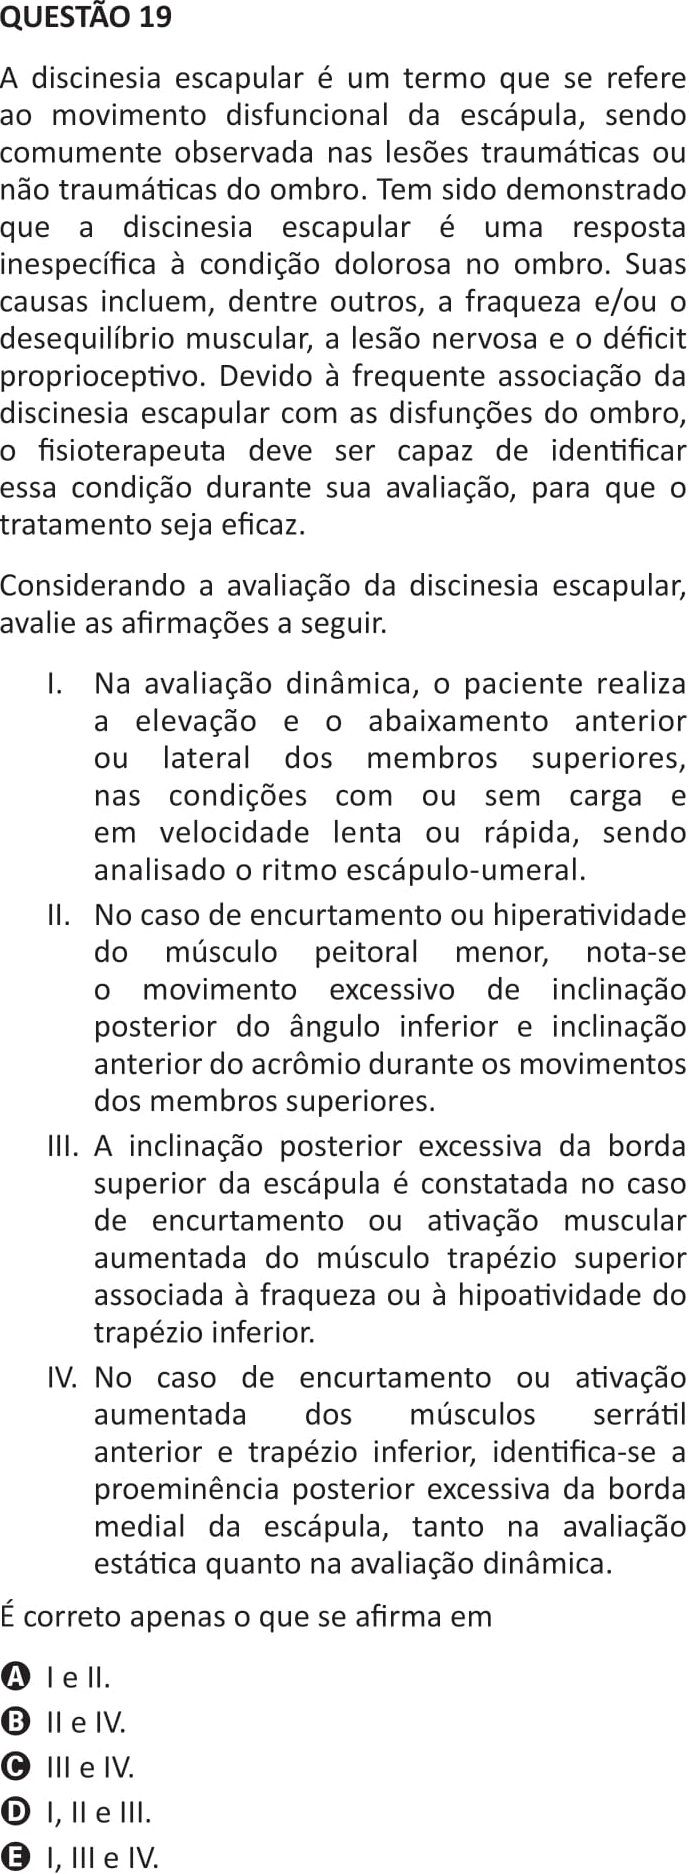 QUESTÃO 19
A discinesia escapular é um termo que se refere
ao movimento disfuncional da escápula, sendo
comumente observada nas lesões traumáticas ou
não traumáticas do ombro. Tem sido demonstrado
que a discinesia escapular é uma resposta
inespecífica à condição dolorosa no ombro. Suas
causas incluem, dentre outros, a fraqueza e/ou o
desequilíbrio muscular, a lesão nervosa e o déficit
proprioceptivo. Devido à frequente associação da
discinesia escapular com as disfunções do ombro,
o fisioterapeuta deve ser capaz de identificar
essa condição durante sua avaliação, para que o
tratamento seja eficaz.
Considerando a avaliação da discinesia escapular,
avalie as afirmações a seguir.
I. Na avaliação dinâmica, o paciente realiza
a elevação e o abaixamento anterior
ou lateral dos membros superiores,
nas condições com ou sem carga e
em velocidade lenta ou rápida, sendo
analisado o ritmo escápulo-umeral.
II. No caso de encurtamento ou hiperatividade
do músculo peitoral menor, nota-se
o movimento excessivo de inclinação
posterior do ângulo inferior e inclinação
anterior do acrômio durante os movimentos
dos membros superiores.
III. A inclinação posterior excessiva da borda
superior da escápula é constatada no caso
de encurtamento ou ativação muscular
aumentada do músculo trapézio superior
associada à fraqueza ou à hipoatividade do
trapézio inferior.
IV. No caso de encurtamento ou ativação
aumentada dos músculos serrátil
anterior e trapézio inferior, identifica-se a
proeminência posterior excessiva da borda
medial da escápula, tanto na avaliação
estática quanto na avaliação dinâmica.
É correto apenas o que se afirma em
A I e II.
B II e IV.
C III e IV.
D I, II e III.
E I, III e IV.